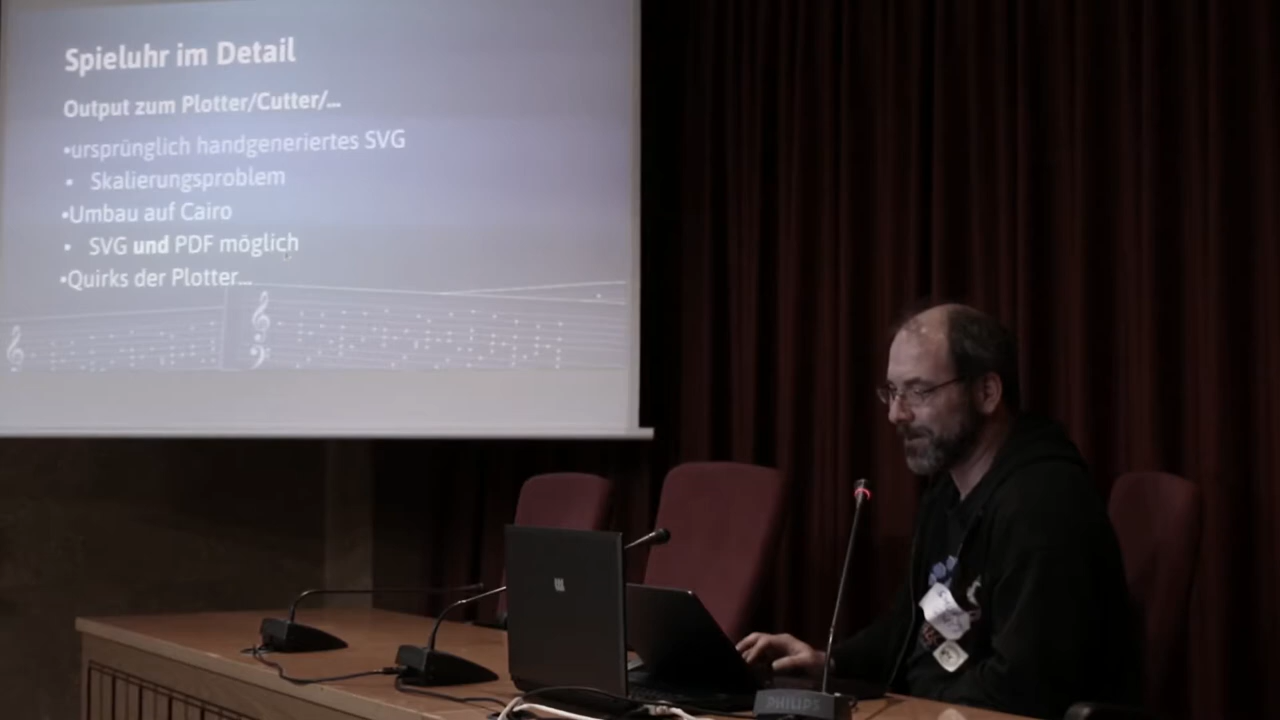 Spieluhr im Detail
Output zum Plotter/Cutter/...
•ursprünglich handgeneriertes SVG
• Skalierungsproblem
•Umbau auf Cairo
• SVG und PDF möglich
•Quirks der Plotter...
PHILIPS